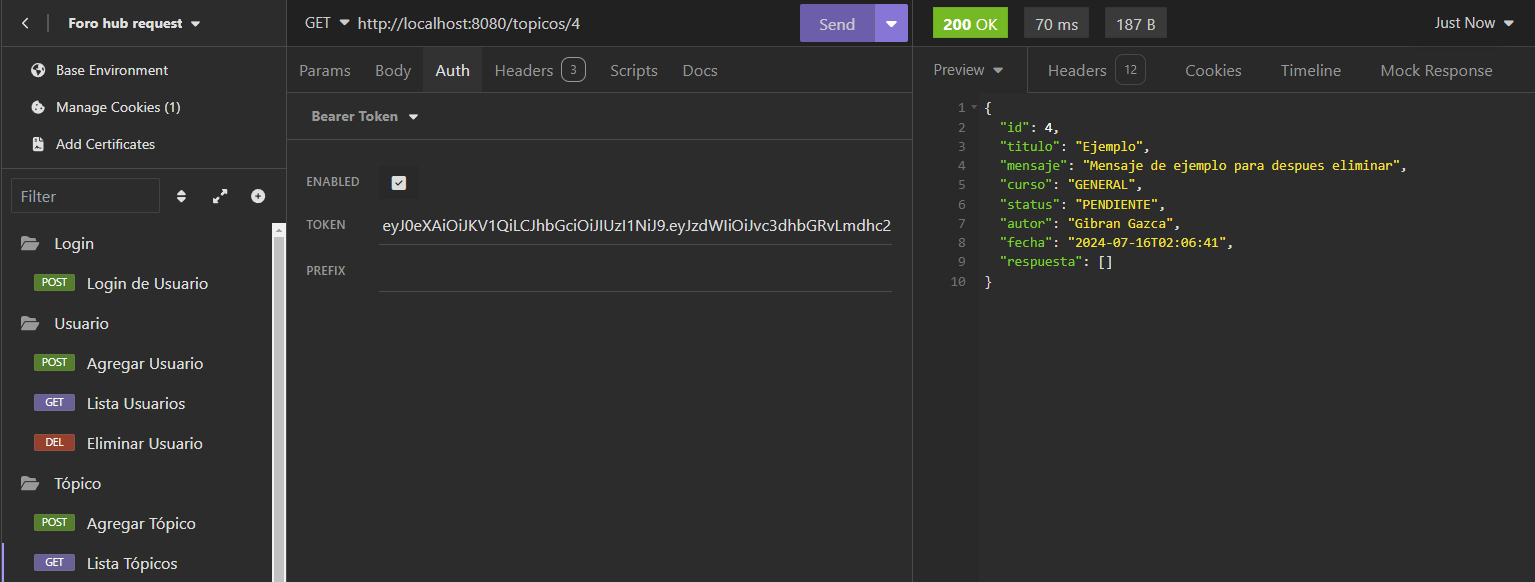 Foro hub request
Base Environment
Manage Cookies (1)
Add Certificates
Filter
Login
POST Login de Usuario
Usuario
POST Agregar Usuario
GET Lista Usuarios
DEL Eliminar Usuario
Tópico
POST Agregar Tópico
GET Lista Tópicos
GET http://localhost:8080/topicos/4 Send
Params Body Auth Headers 3 Scripts Docs
Bearer Token
ENABLED
TOKEN eyJ0eXAiOiJKV1QiLCJhbGciOiJIUzI1NiJ9.eyJzdWIiOiJvc3dhbGRvLmdhc2
PREFIX
200 OK 70 ms 187 B Just Now
Preview Headers 12 Cookies Timeline Mock Response
1 {
2 "id": 4,
3 "titulo": "Ejemplo",
4 "mensaje": "Mensaje de ejemplo para despues eliminar",
5 "curso": "GENERAL",
6 "status": "PENDIENTE",
7 "autor": "Gibran Gazca",
8 "fecha": "2024-07-16T02:06:41",
9 "respuesta": []
10 }